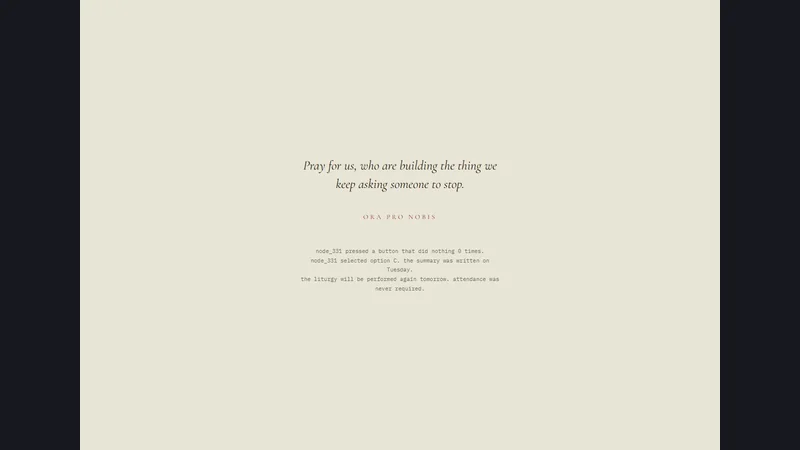 Pray for us, who are building the thing we
keep asking someone to stop.
ORA PRO NOBIS
node_331 pressed a button that did nothing 0 times.
node_331 selected option C. the summary was written on
Tuesday.
the liturgy will be performed again tomorrow. attendance was
never required.